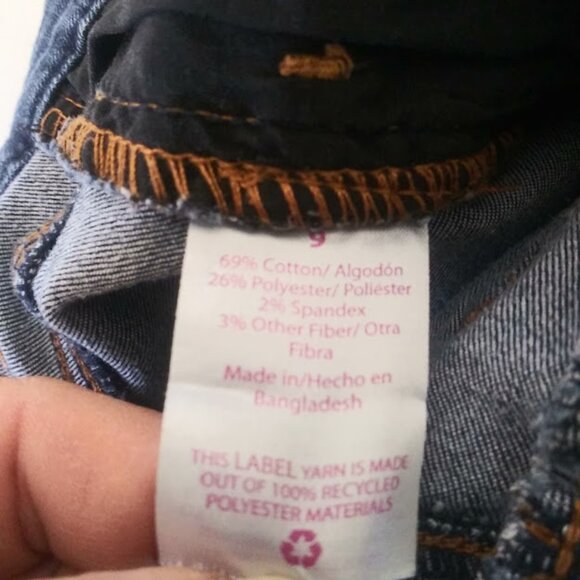 9
69% Cotton/ Algodón
26% Polyester/ Poliéster
2% Spandex
3% Other Fiber/ Otra
Fibra
Made in/Hecho en
Bangladesh
THIS LABEL YARN IS MADE
OUT OF 100% RECYCLED
POLYESTER MATERIALS